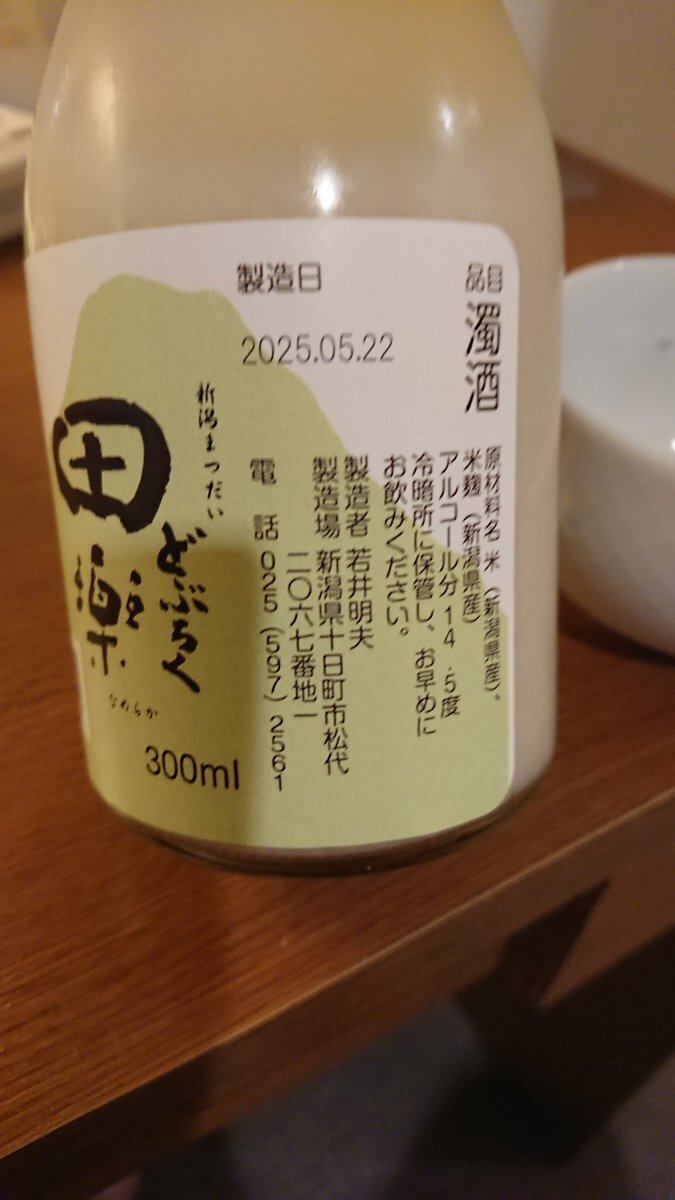 品目 濁酒
原材料名 米(新潟県産)、
米麹(新潟県産)
アルコール分 14.5度
冷暗所に保管し、お早めに
お飲みください。
製造者 若井明夫
製造場 新潟県十日町市松代
二〇六七番地一
電話 025(597)2561
製造日
2025.05.22
新潟まつだい
どぶろく
田楽
なめらか
300ml